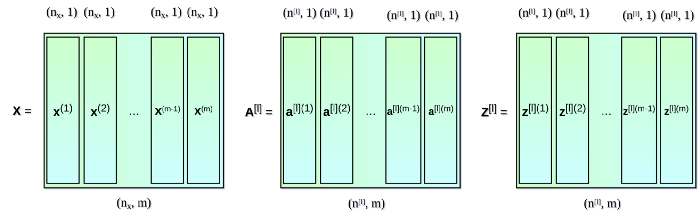 (nₓ, 1) (nₓ, 1) (nₓ, 1) (nₓ, 1)
X = x⁽¹⁾ x⁽²⁾ ... x⁽ᵐ⁻¹⁾ x⁽ᵐ⁾
(nₓ, m)
(n[l], 1) (n[l], 1) (n[l], 1) (n[l], 1)
A[l] = a[l](1) a[l](2) ... a[l](m-1) a[l](m)
(n[l], m)
(n[l], 1) (n[l], 1) (n[l], 1) (n[l], 1)
Z[l] = z[l](1) z[l](2) ... z[l](m-1) z[l](m)
(n[l], m)